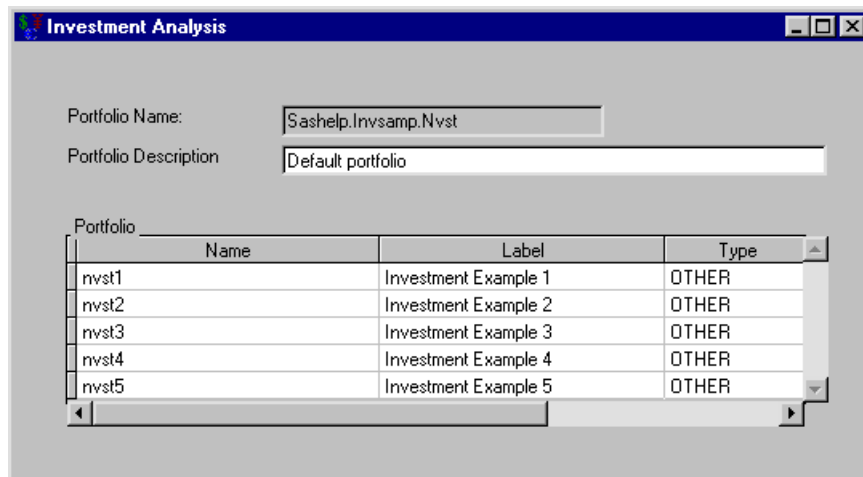 Investment Analysis
Portfolio Name: Sashelp.Invsamp.Nvst
Portfolio Description Default portfolio
Portfolio
Name Label Type
nvst1 Investment Example 1 OTHER
nvst2 Investment Example 2 OTHER
nvst3 Investment Example 3 OTHER
nvst4 Investment Example 4 OTHER
nvst5 Investment Example 5 OTHER